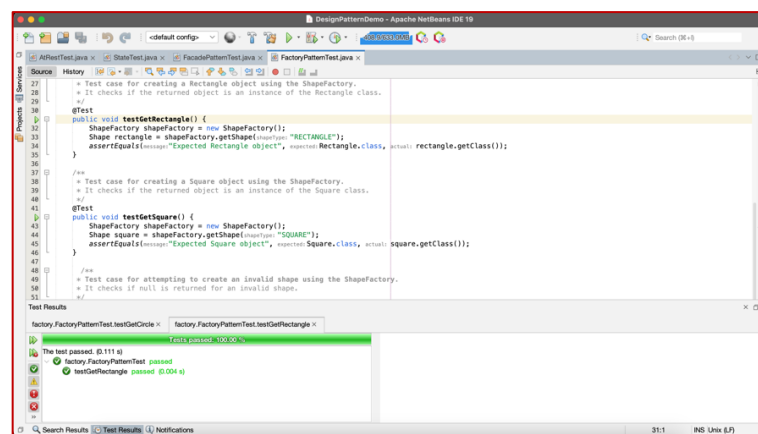 DesignPatternDemo - Apache NetBeans IDE 19
<default config>
Search (⌘+I)
AtRestTest.java × StateTest.java × FacadePatternTest.java × FactoryPatternTest.java ×
Source History
Services
Projects
27 * Test case for creating a Rectangle object using the ShapeFactory.
28 * It checks if the returned object is an instance of the Rectangle class.
29 */
30 @Test
public void testGetRectangle() {
32 ShapeFactory shapeFactory = new ShapeFactory();
33 Shape rectangle = shapeFactory.getShape(shapeType: "RECTANGLE");
34 assertEquals(message: "Expected Rectangle object", expected: Rectangle.class, actual: rectangle.getClass());
35 }
36
37 /**
38 * Test case for creating a Square object using the ShapeFactory.
39 * It checks if the returned object is an instance of the Square class.
40 */
41 @Test
public void testGetSquare() {
43 ShapeFactory shapeFactory = new ShapeFactory();
44 Shape square = shapeFactory.getShape(shapeType: "SQUARE");
45 assertEquals(message: "Expected Square object", expected: Square.class, actual: square.getClass());
46 }
47
48 /**
49 * Test case for attempting to create an invalid shape using the ShapeFactory.
50 * It checks if null is returned for an invalid shape.
51 */
Test Results
factory.FactoryPatternTest.testGetCircle × factory.FactoryPatternTest.testGetRectangle ×
Tests passed: 100.00 %
The test passed. (0.111 s)
factory.FactoryPatternTest passed
testGetRectangle passed (0.004 s)
Search Results Test Results Notifications
31:1 INS Unix (LF)